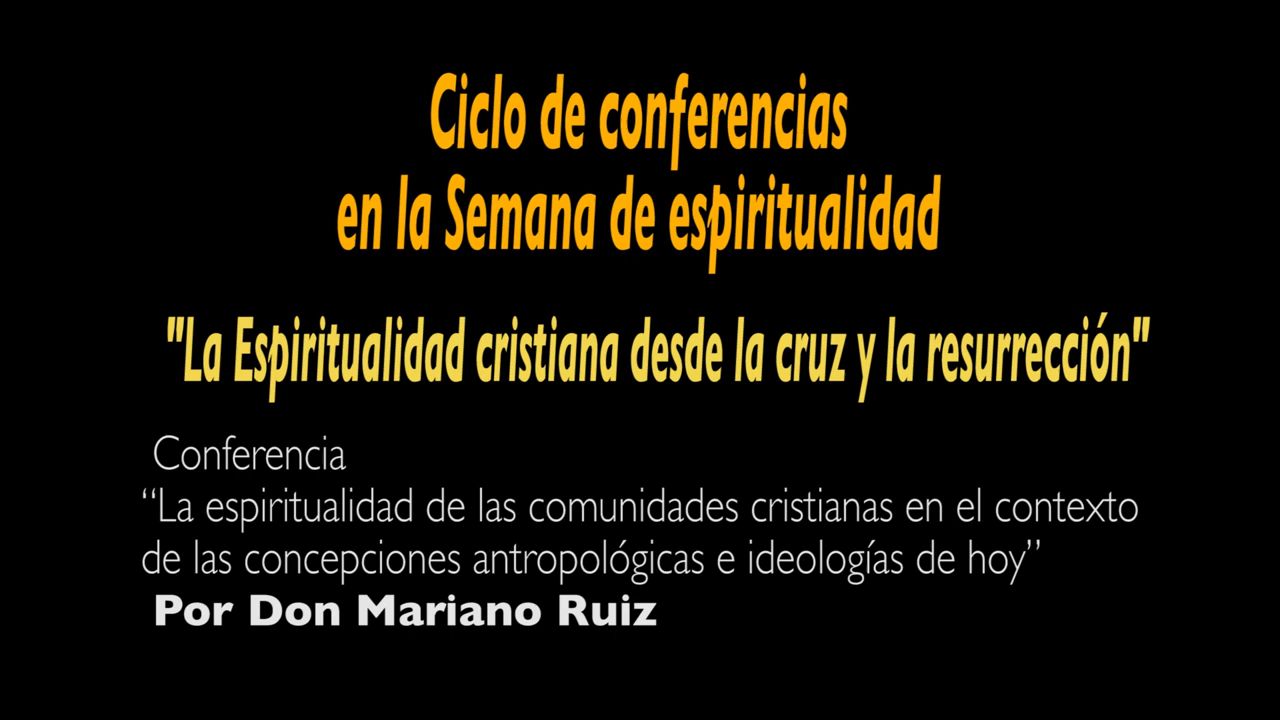 Ciclo de conferencias
en la Semana de espiritualidad
"La Espiritualidad cristiana desde la cruz y la resurrección"
Conferencia
“La espiritualidad de las comunidades cristianas en el contexto
de las concepciones antropológicas e ideologías de hoy”
Por Don Mariano Ruiz